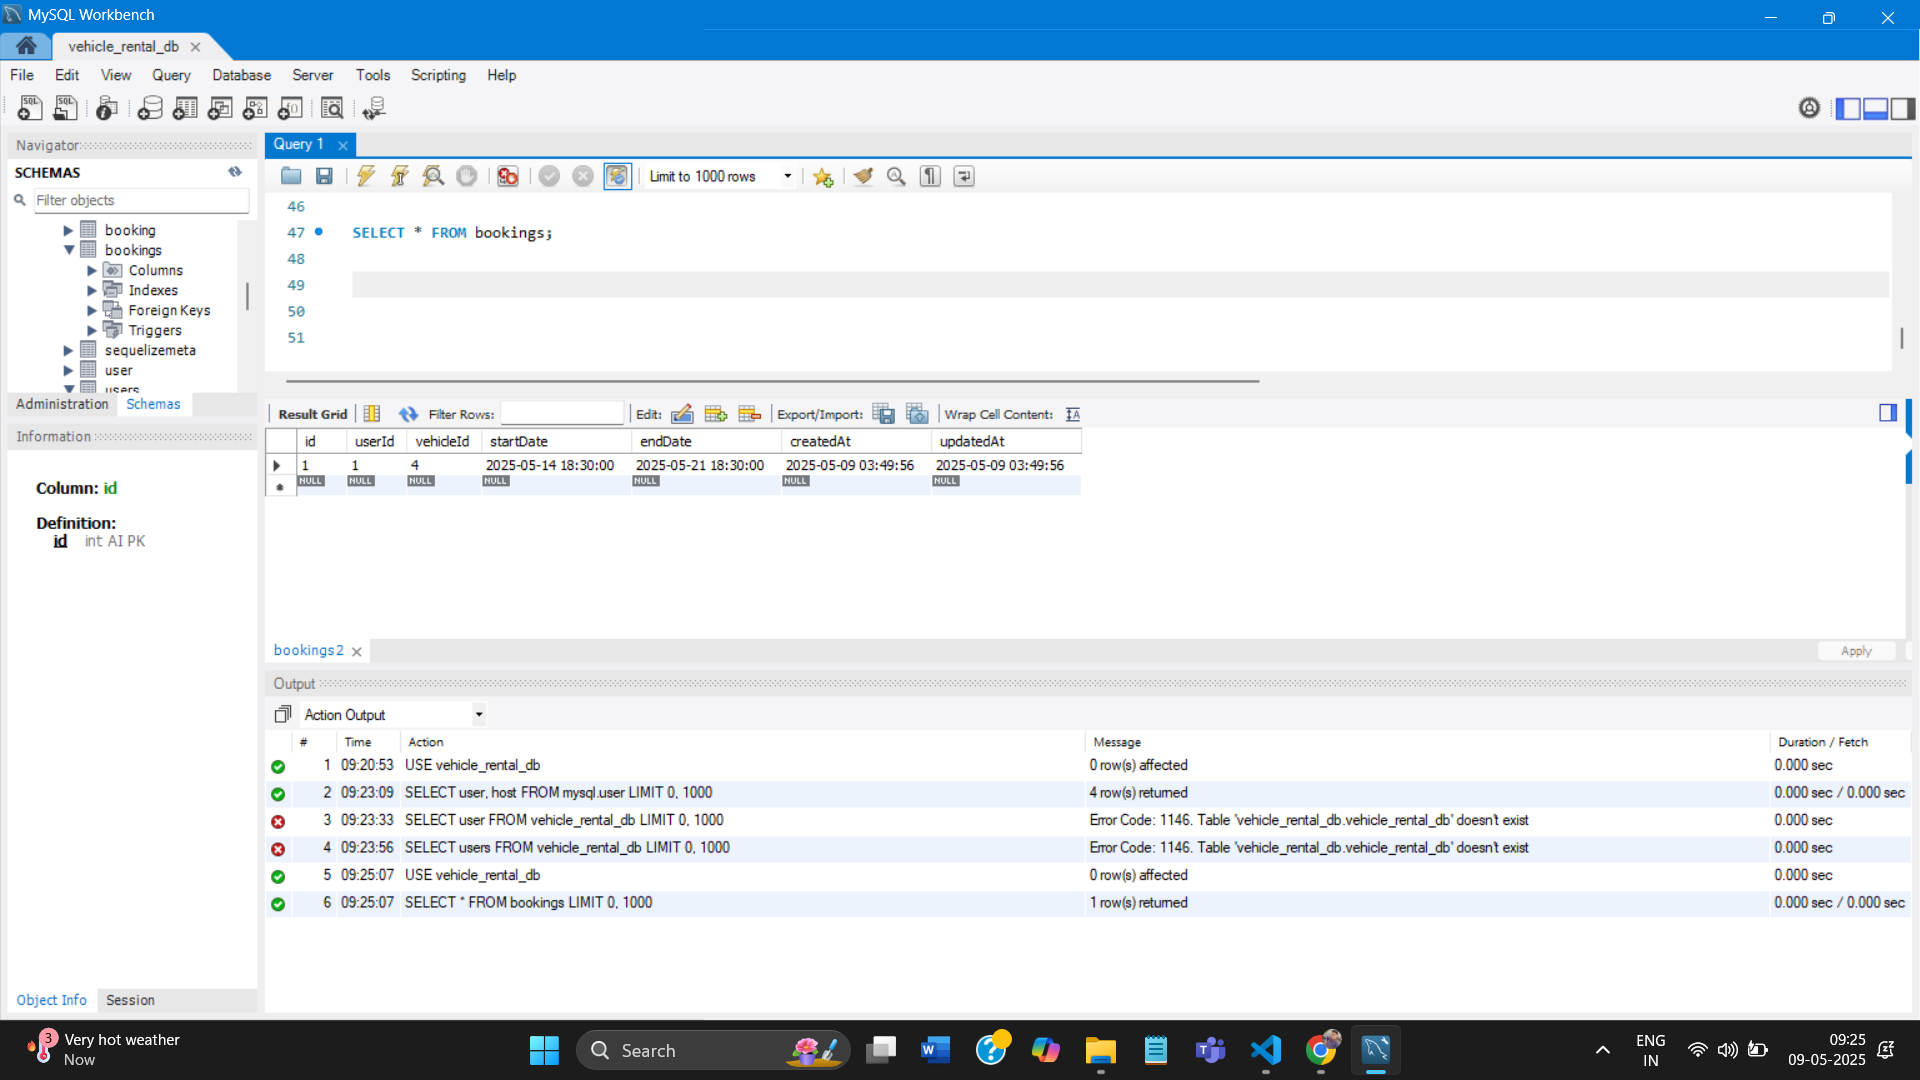 MySQL Workbench
vehicle_rental_db
File Edit View Query Database Server Tools Scripting Help
Navigator
SCHEMAS
Filter objects
booking
bookings
Columns
Indexes
Foreign Keys
Triggers
sequelizemeta
user
users
Administration Schemas
Information
Column: id
Definition:
id int AI PK
Object Info Session
Query 1
Limit to 1000 rows
46
47 SELECT * FROM bookings;
48
49
50
51
Result Grid Filter Rows: Edit: Export/Import: Wrap Cell Content:
id userId vehicleId startDate endDate createdAt updatedAt
1 1 4 2025-05-14 18:30:00 2025-05-21 18:30:00 2025-05-09 03:49:56 2025-05-09 03:49:56
NULL NULL NULL NULL NULL NULL NULL
bookings 2 Apply
Output
Action Output
# Time Action Message Duration / Fetch
1 09:20:53 USE vehicle_rental_db 0 row(s) affected 0.000 sec
2 09:23:09 SELECT user, host FROM mysql.user LIMIT 0, 1000 4 row(s) returned 0.000 sec / 0.000 sec
3 09:23:33 SELECT user FROM vehicle_rental_db LIMIT 0, 1000 Error Code: 1146. Table 'vehicle_rental_db.vehicle_rental_db' doesn't exist 0.000 sec
4 09:23:56 SELECT users FROM vehicle_rental_db LIMIT 0, 1000 Error Code: 1146. Table 'vehicle_rental_db.vehicle_rental_db' doesn't exist 0.000 sec
5 09:25:07 USE vehicle_rental_db 0 row(s) affected 0.000 sec
6 09:25:07 SELECT * FROM bookings LIMIT 0, 1000 1 row(s) returned 0.000 sec / 0.000 sec
3 Very hot weather
Now
Search
ENG
IN
09:25
09-05-2025